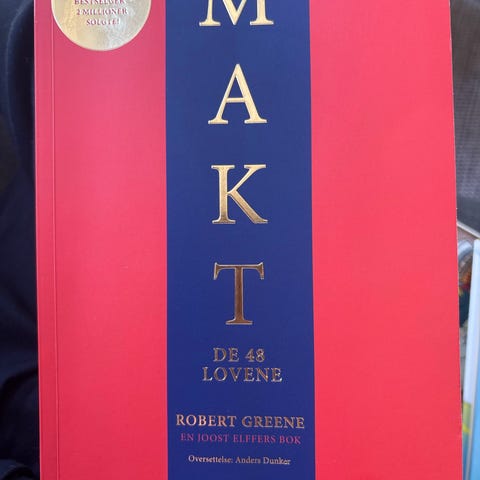 BESTSELGER
2 MILLIONER
SOLGTE!
M
A
K
T
DE 48
LOVENE
ROBERT GREENE
EN JOOST ELFFERS BOK
Oversettelse: Anders Dunker